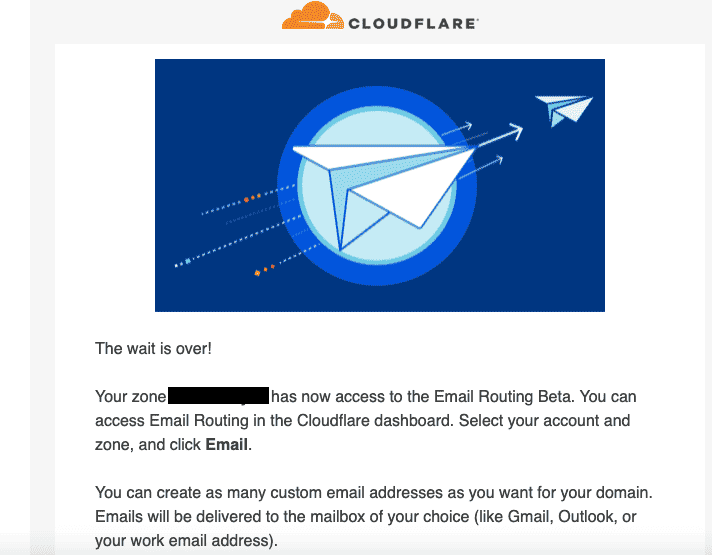 CLOUDFLARE
The wait is over!
Your zone has now access to the Email Routing Beta. You can
access Email Routing in the Cloudflare dashboard. Select your account and
zone, and click Email.
You can create as many custom email addresses as you want for your domain.
Emails will be delivered to the mailbox of your choice (like Gmail, Outlook, or
your work email address).